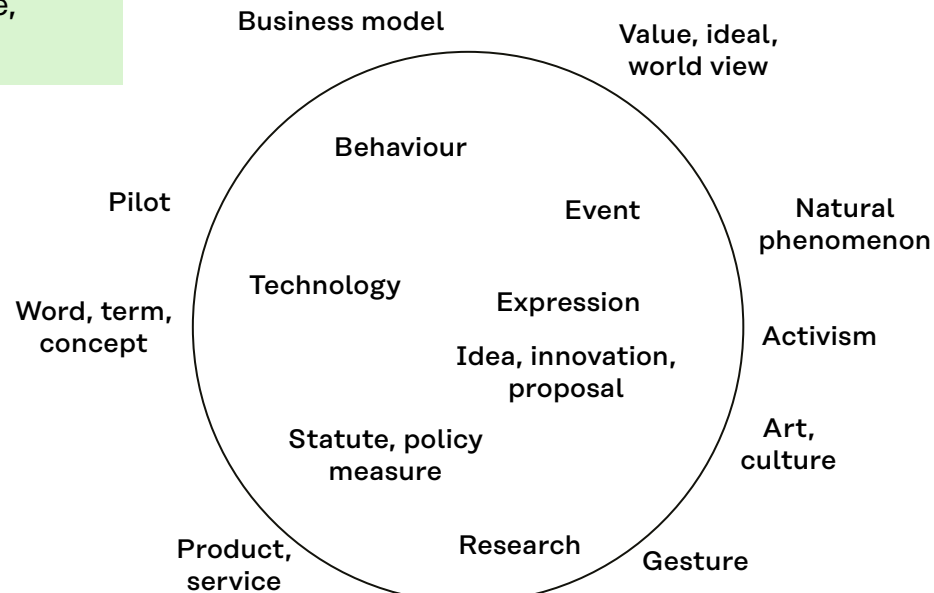 e,
Business model
Value, ideal,
world view
Behaviour
Pilot
Event
Natural
phenomenon
Technology
Expression
Word, term,
concept
Activism
Idea, innovation,
proposal
Art,
culture
Statute, policy
measure
Product,
service
Research
Gesture